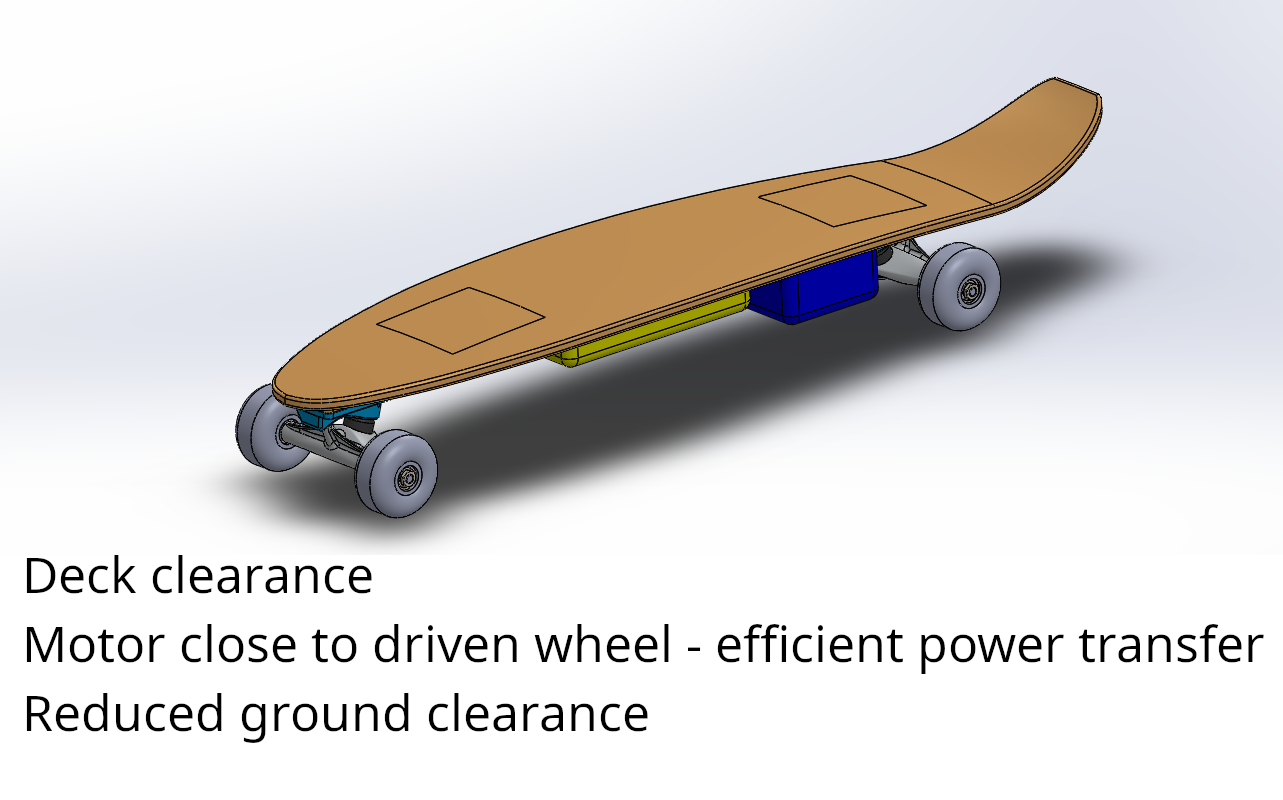 Deck clearance
Motor close to driven wheel - efficient power transfer
Reduced ground clearance